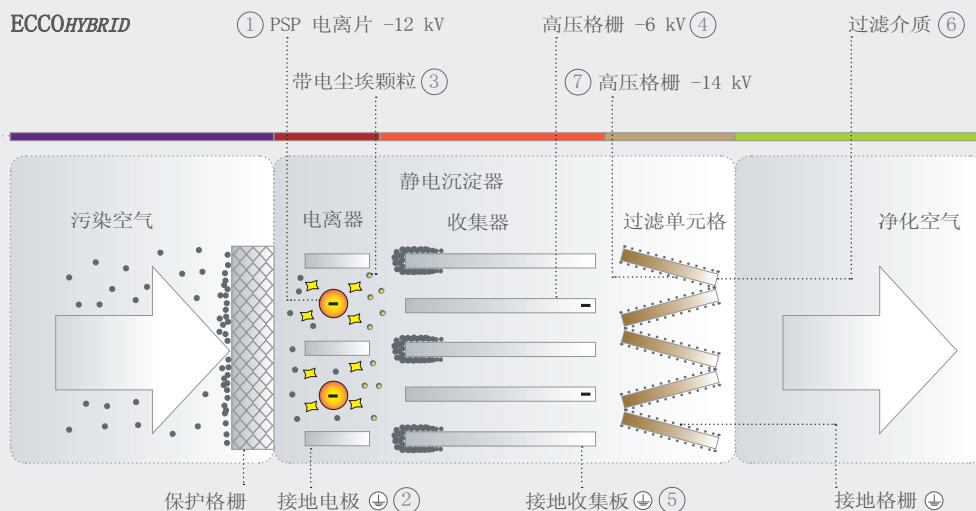 ECCOHYBRID
① PSP 电离片 -12 kV
高压格栅 -6 kV ④
过滤介质 ⑥
带电尘埃颗粒 ③
⑦ 高压格栅 -14 kV
静电沉淀器
污染空气
电离器
收集器
过滤单元格
净化空气
保护格栅
接地电极 ⏚ ②
接地收集板 ⏚ ⑤
接地格栅 ⏚